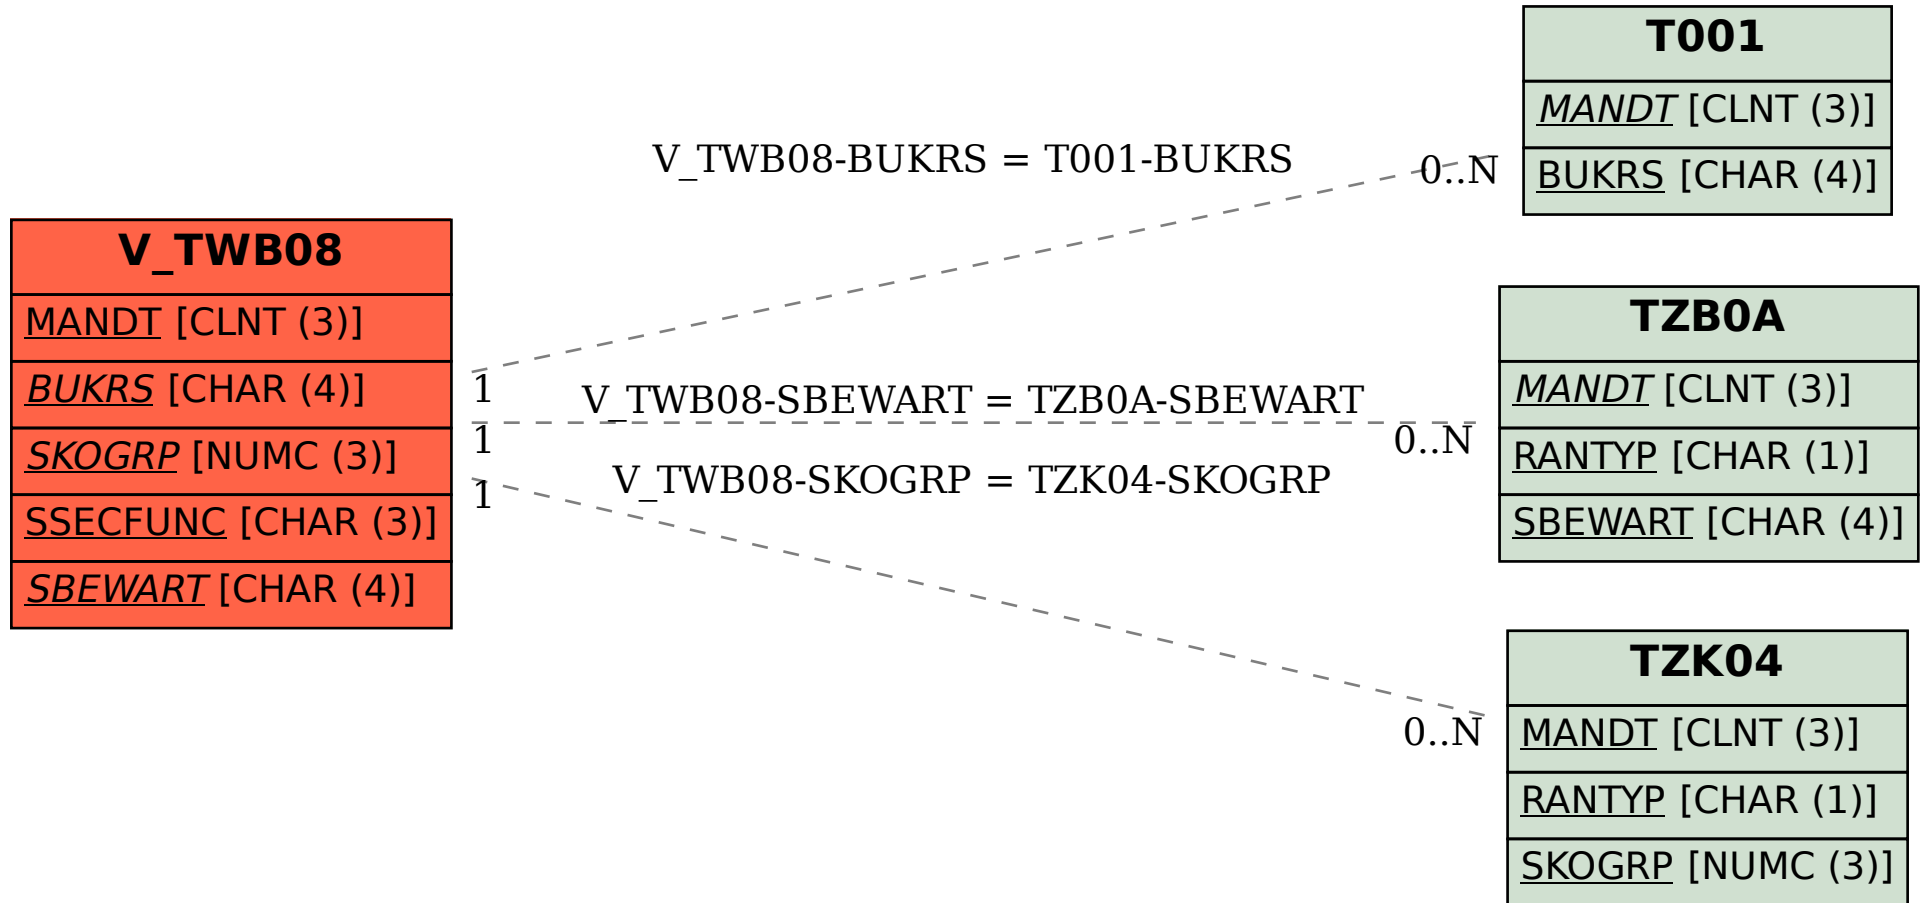 V_TWB08
MANDT [CLNT (3)]
BUKRS [CHAR (4)]
SKOGRP [NUMC (3)]
SSECFUNC [CHAR (3)]
SBEWART [CHAR (4)]
V_TWB08-BUKRS = T001-BUKRS
1
0..N
V_TWB08-SBEWART = TZB0A-SBEWART
1
0..N
V_TWB08-SKOGRP = TZK04-SKOGRP
1
0..N
T001
MANDT [CLNT (3)]
BUKRS [CHAR (4)]
TZB0A
MANDT [CLNT (3)]
RANTYP [CHAR (1)]
SBEWART [CHAR (4)]
TZK04
MANDT [CLNT (3)]
RANTYP [CHAR (1)]
SKOGRP [NUMC (3)]